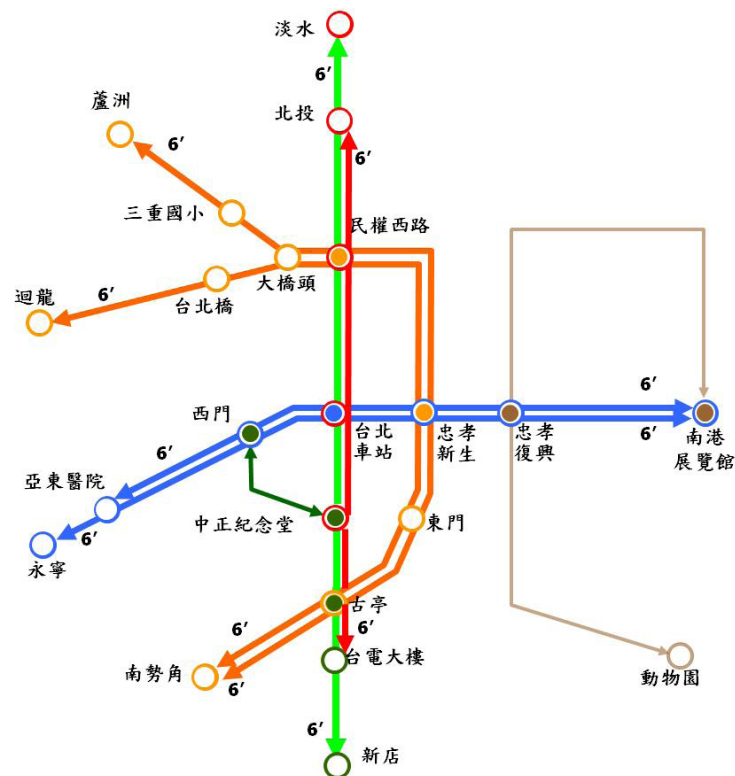 淡水
6′
北投
蘆洲
6′
6′
三重國小
民權西路
大橋頭
迴龍
6′
台北橋
6′
西門
台北
車站
忠孝
新生
忠孝
復興
6′
南港
展覽館
6′
亞東醫院
6′
永寧
中正紀念堂
東門
古亭
6′
6′
台電大樓
南勢角
6′
動物園
6′
新店